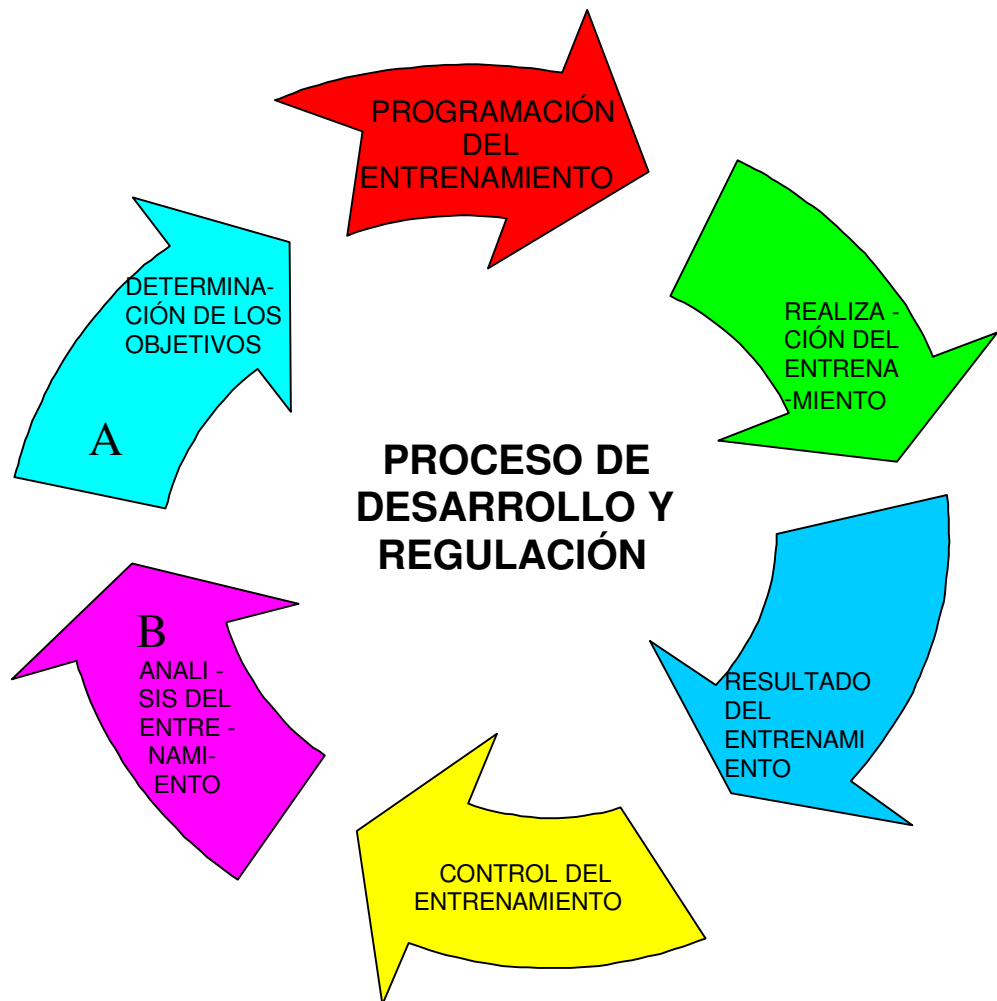 PROGRAMACIÓN
DEL
ENTRENAMIENTO
REALIZA -
CIÓN DEL
ENTRENA
-MIENTO
RESULTADO
DEL
ENTRENAMI
ENTO
CONTROL DEL
ENTRENAMIENTO
B
ANALI -
SIS DEL
ENTRE -
NAMI-
ENTO
DETERMINA-
CIÓN DE LOS
OBJETIVOS
A
PROCESO DE
DESARROLLO Y
REGULACIÓN